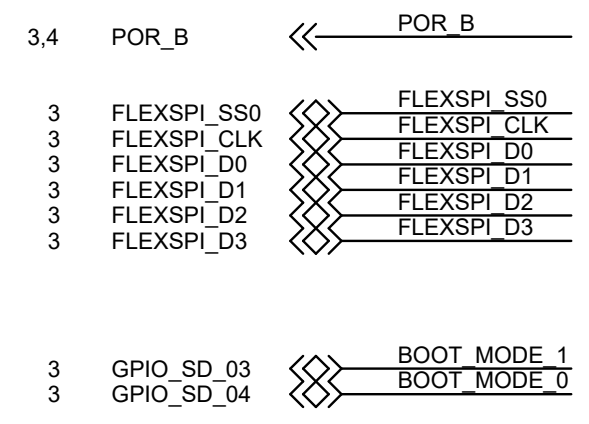 3,4 POR_B POR_B
3 FLEXSPI_SS0 FLEXSPI_SS0
3 FLEXSPI_CLK FLEXSPI_CLK
3 FLEXSPI_D0 FLEXSPI_D0
3 FLEXSPI_D1 FLEXSPI_D1
3 FLEXSPI_D2 FLEXSPI_D2
3 FLEXSPI_D3 FLEXSPI_D3
3 GPIO_SD_03 BOOT_MODE_1
3 GPIO_SD_04 BOOT_MODE_0